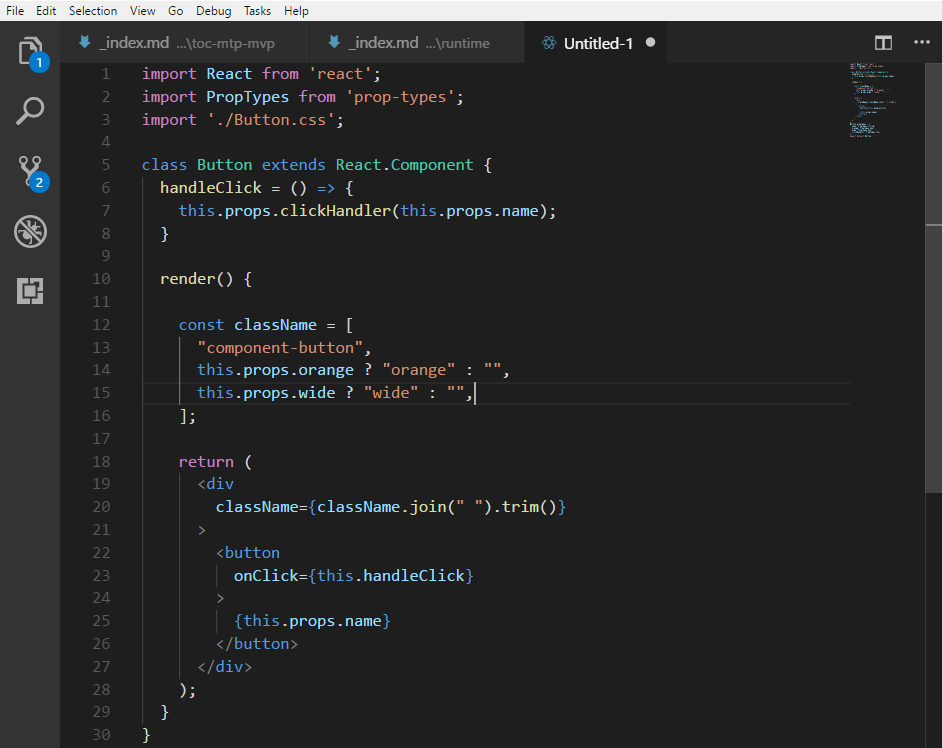 File Edit Selection View Go Debug Tasks Help
_index.md ...\toc-mtp-mvp _index.md ...\runtime Untitled-1
1 import React from 'react';
1 2 import PropTypes from 'prop-types';
3 import './Button.css';
4
5 class Button extends React.Component {
2 6 handleClick = () => {
7 this.props.clickHandler(this.props.name);
8 }
9
10 render() {
11
12 const className = [
13 "component-button",
14 this.props.orange ? "orange" : "",
15 this.props.wide ? "wide" : "",
16 ];
17
18 return (
19 <div
20 className={className.join(" ").trim()}
21 >
22 <button
23 onClick={this.handleClick}
24 >
25 {this.props.name}
26 </button>
27 </div>
28 );
29 }
30 }